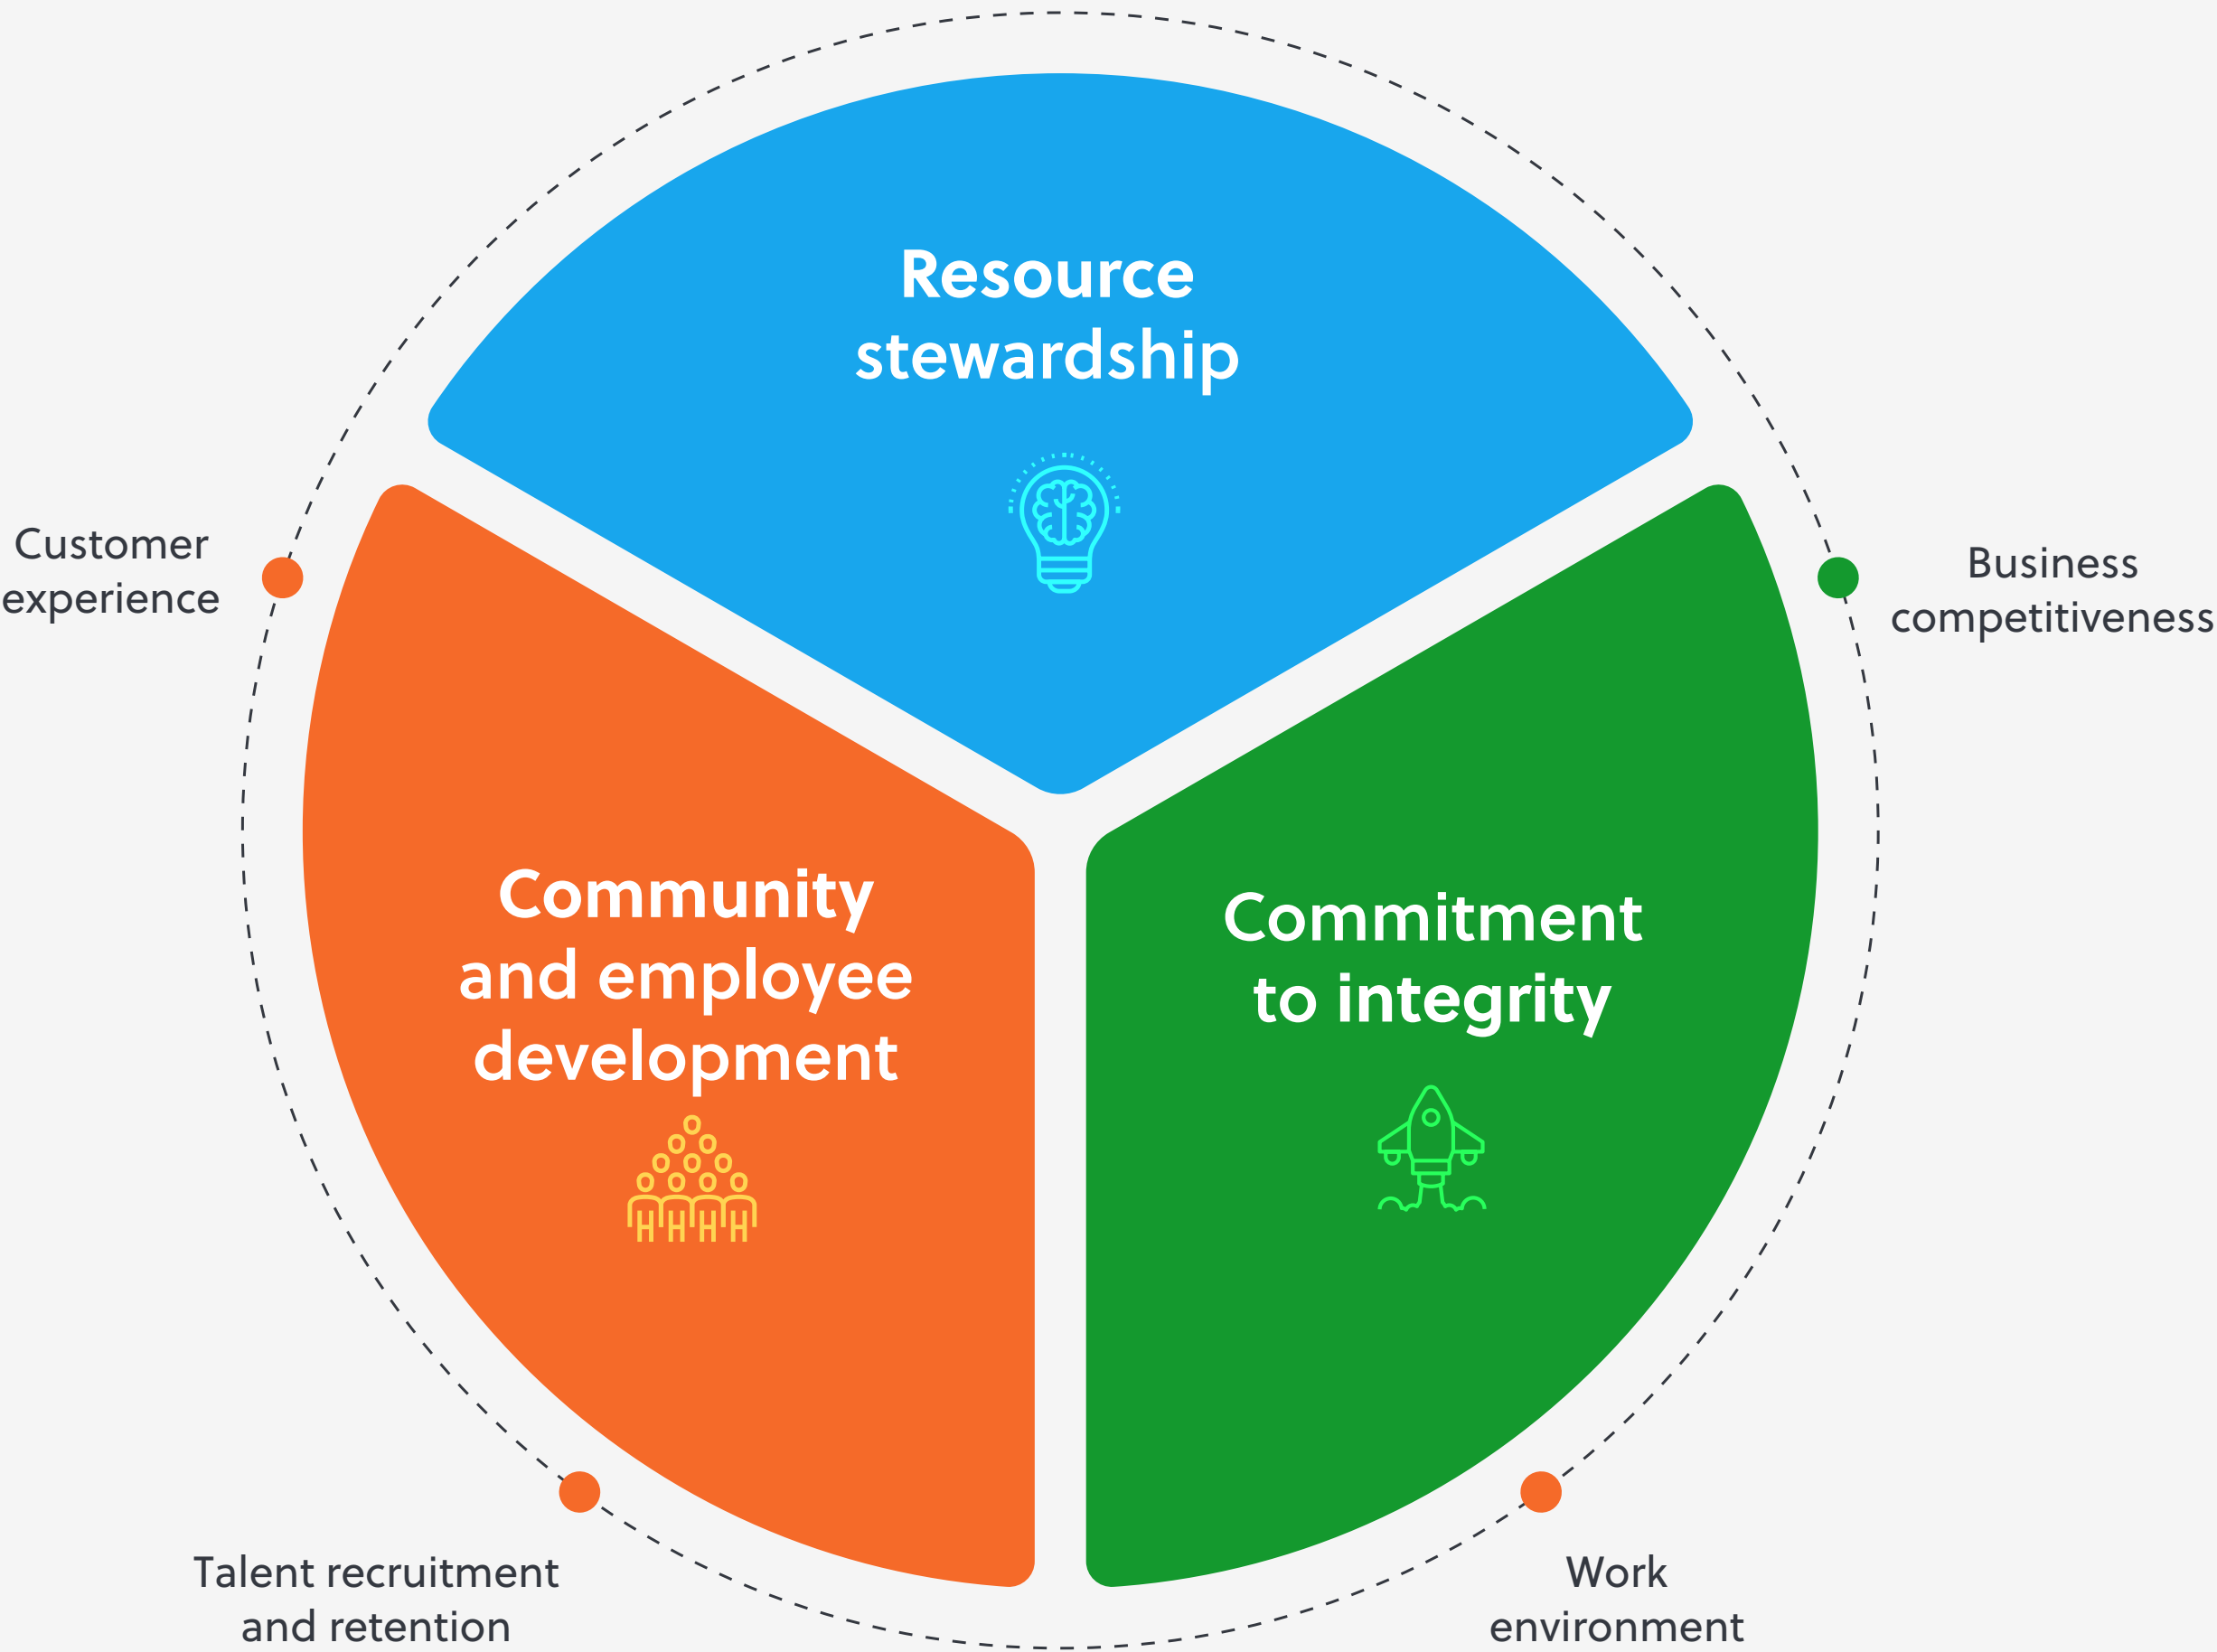 Resource
stewardship
Customer
experience
Business
competitiveness
Community
and employee
development
Commitment
to integrity
Talent recruitment
and retention
Work
environment